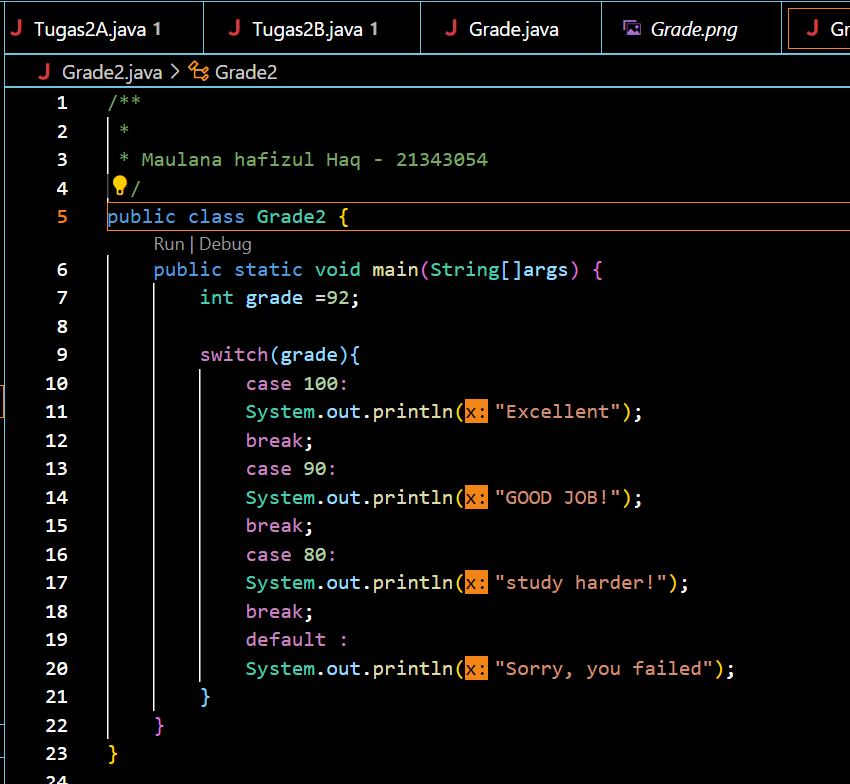 Tugas2A.java 1 Tugas2B.java 1 Grade.java Grade.png Gr
Grade2.java > Grade2
1 /**
2 *
3 * Maulana hafizul Haq - 21343054
4 /
5 public class Grade2 {
Run | Debug
6 public static void main(String[]args) {
7 int grade =92;
8
9 switch(grade){
10 case 100:
11 System.out.println(x: "Excellent");
12 break;
13 case 90:
14 System.out.println(x: "GOOD JOB!");
15 break;
16 case 80:
17 System.out.println(x: "study harder!");
18 break;
19 default :
20 System.out.println(x: "Sorry, you failed");
21 }
22 }
23 }
24